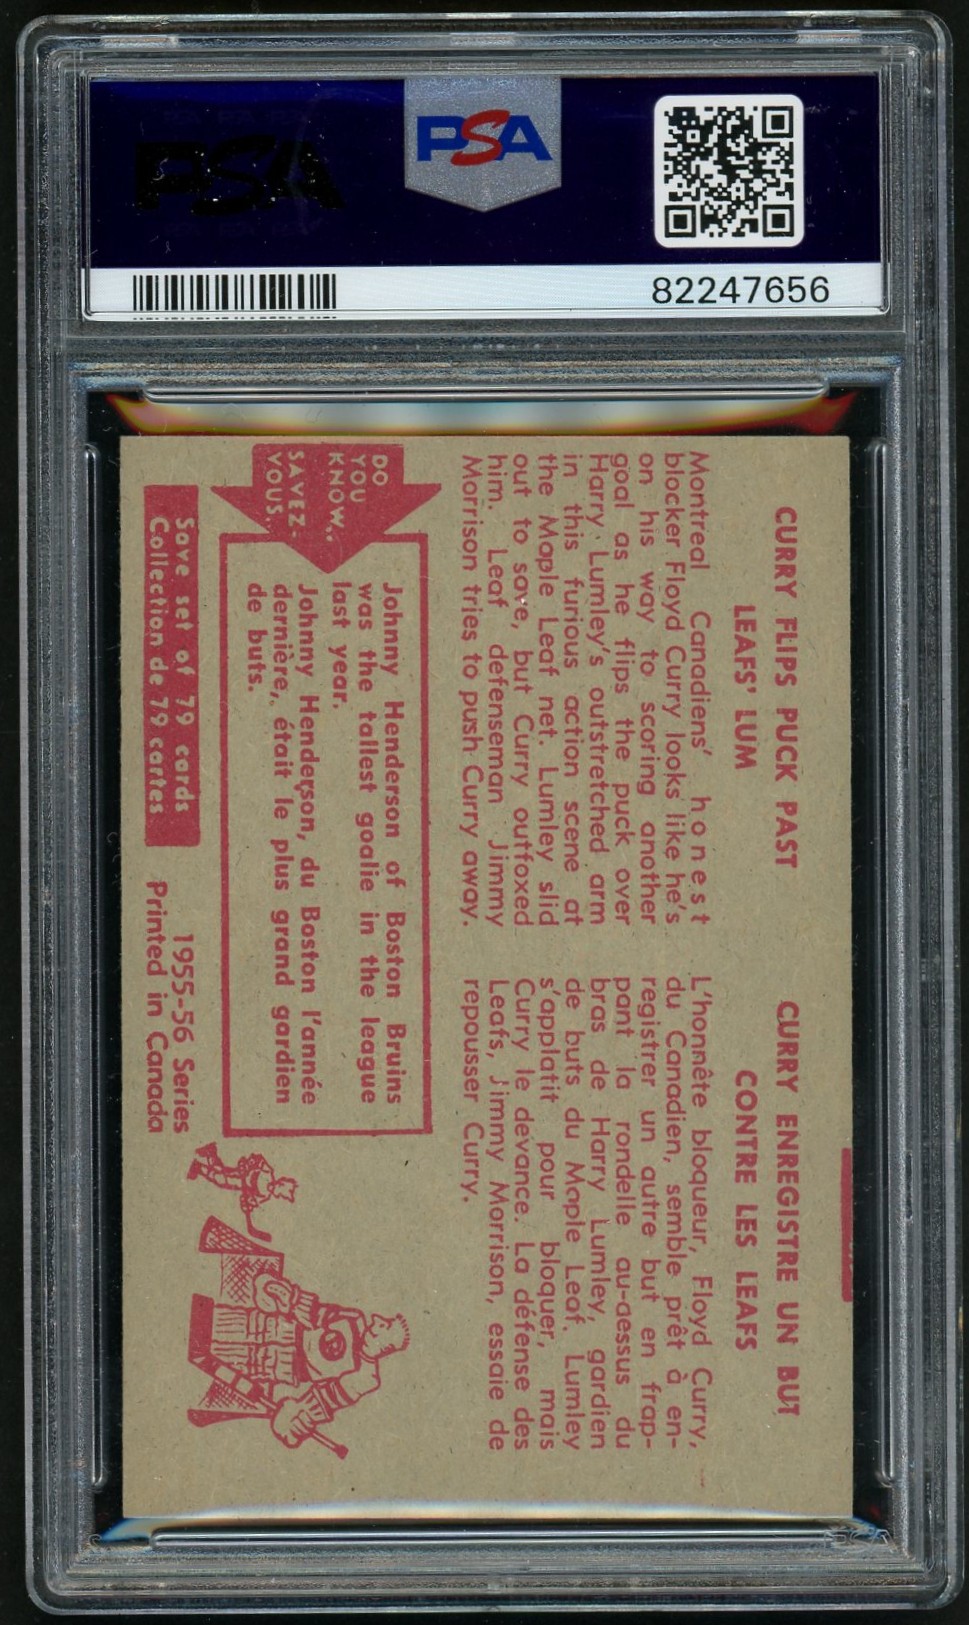 PSA
PSA
82247656
CURRY FLIPS PUCK PAST
LEAFS' LUM
Montreal Canadiens' honest
blocker Floyd Curry looks like he's
on his way to scoring another
goal as he flips the puck over
Harry Lumley's outstretched arm
in this furious action scene at
the Maple Leaf net. Lumley slid
out to save, but Curry outfoxed
him. Leaf defenseman Jimmy
Morrison tries to push Curry away.
CURRY ENREGISTRE UN BUT
CONTRE LES LEAFS
L'honnête bloqueur, Floyd Curry,
du Canadien, semble prêt à en-
registrer un autre but en frap-
pant la rondelle au-dessus du
bras de Harry Lumley, gardien
de buts du Maple Leaf. Lumley
s'applatit pour bloquer, mais
Curry le devance. La défense des
Leafs, Jimmy Morrison, essaie de
repousser Curry.
DO
YOU
KNOW..
SAVEZ-
VOUS..
Johnny Henderson of Boston Bruins
was the tallest goalie in the league
last year.
Johnny Henderson, du Boston l'année
dernière, était le plus grand gardien
de buts.
Save set of 79 cards
Collection de 79 cartes
1955-56 Series
Printed in Canada